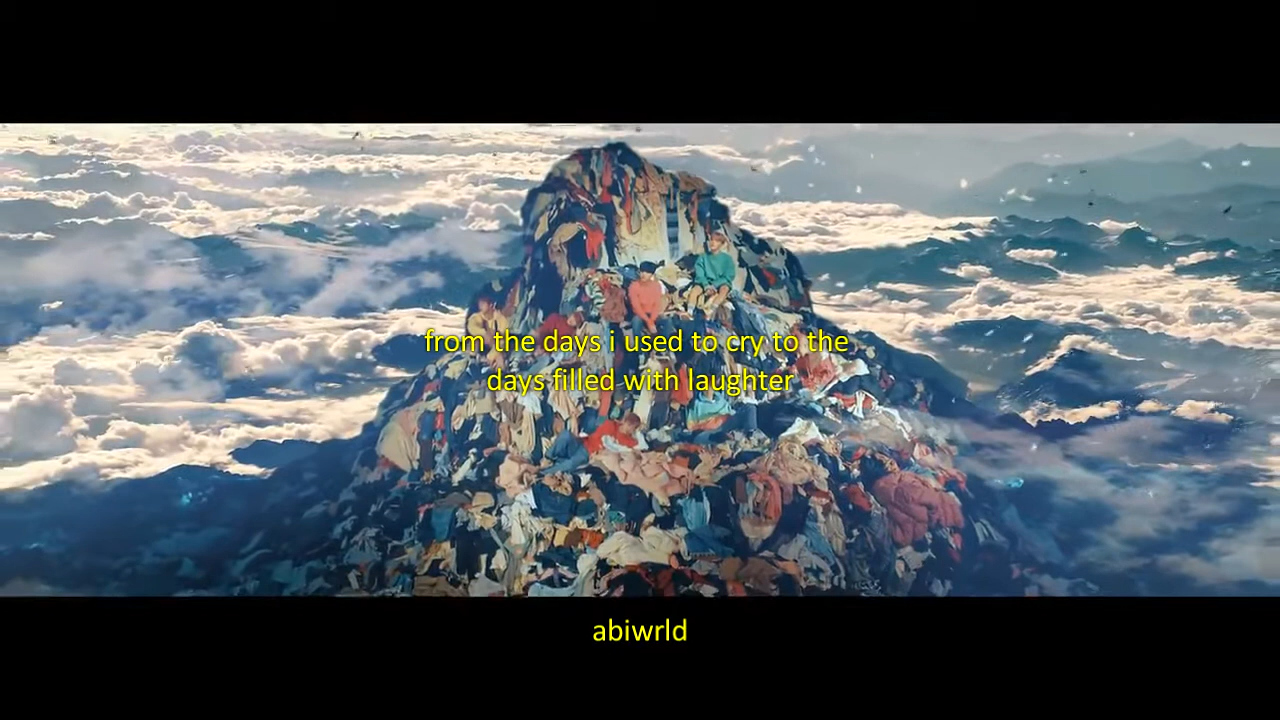 from the days i used to cry to the
days filled with laughter
abiwrld